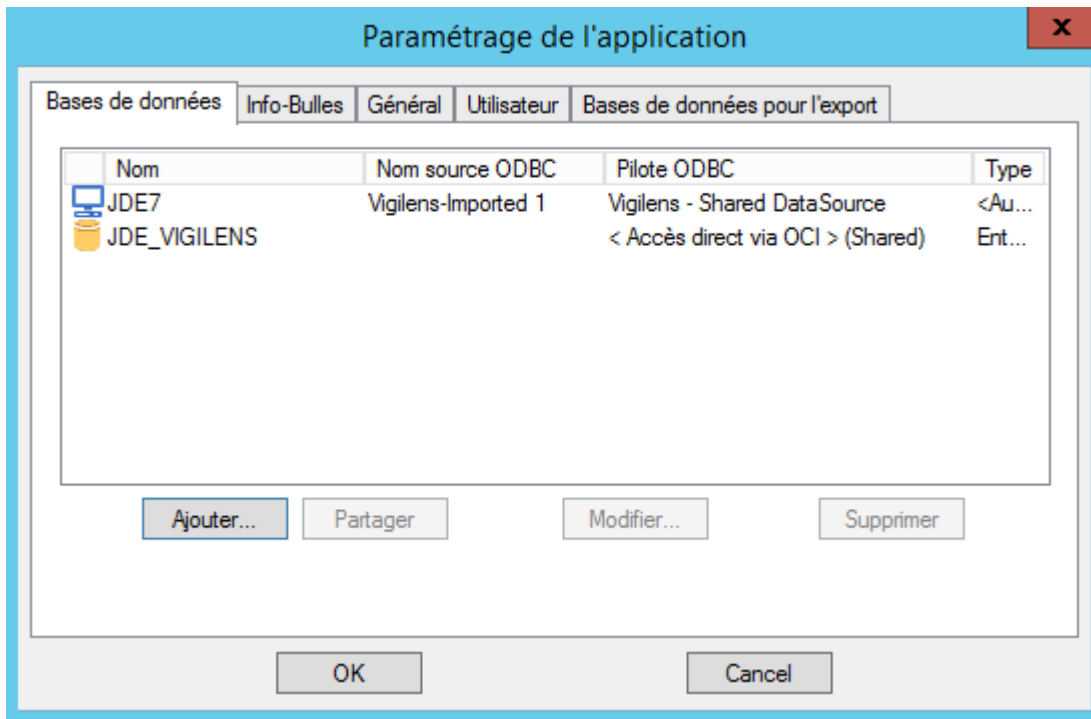 Paramétrage de l'application
x
Bases de données Info-Bulles Général Utilisateur Bases de données pour l'export
Nom Nom source ODBC Pilote ODBC Type
JDE7 Vigilens-Imported 1 Vigilens - Shared DataSource <Au...
JDE_VIGILENS < Accès direct via OCI > (Shared) Ent...
Ajouter... Partager Modifier... Supprimer
OK Cancel